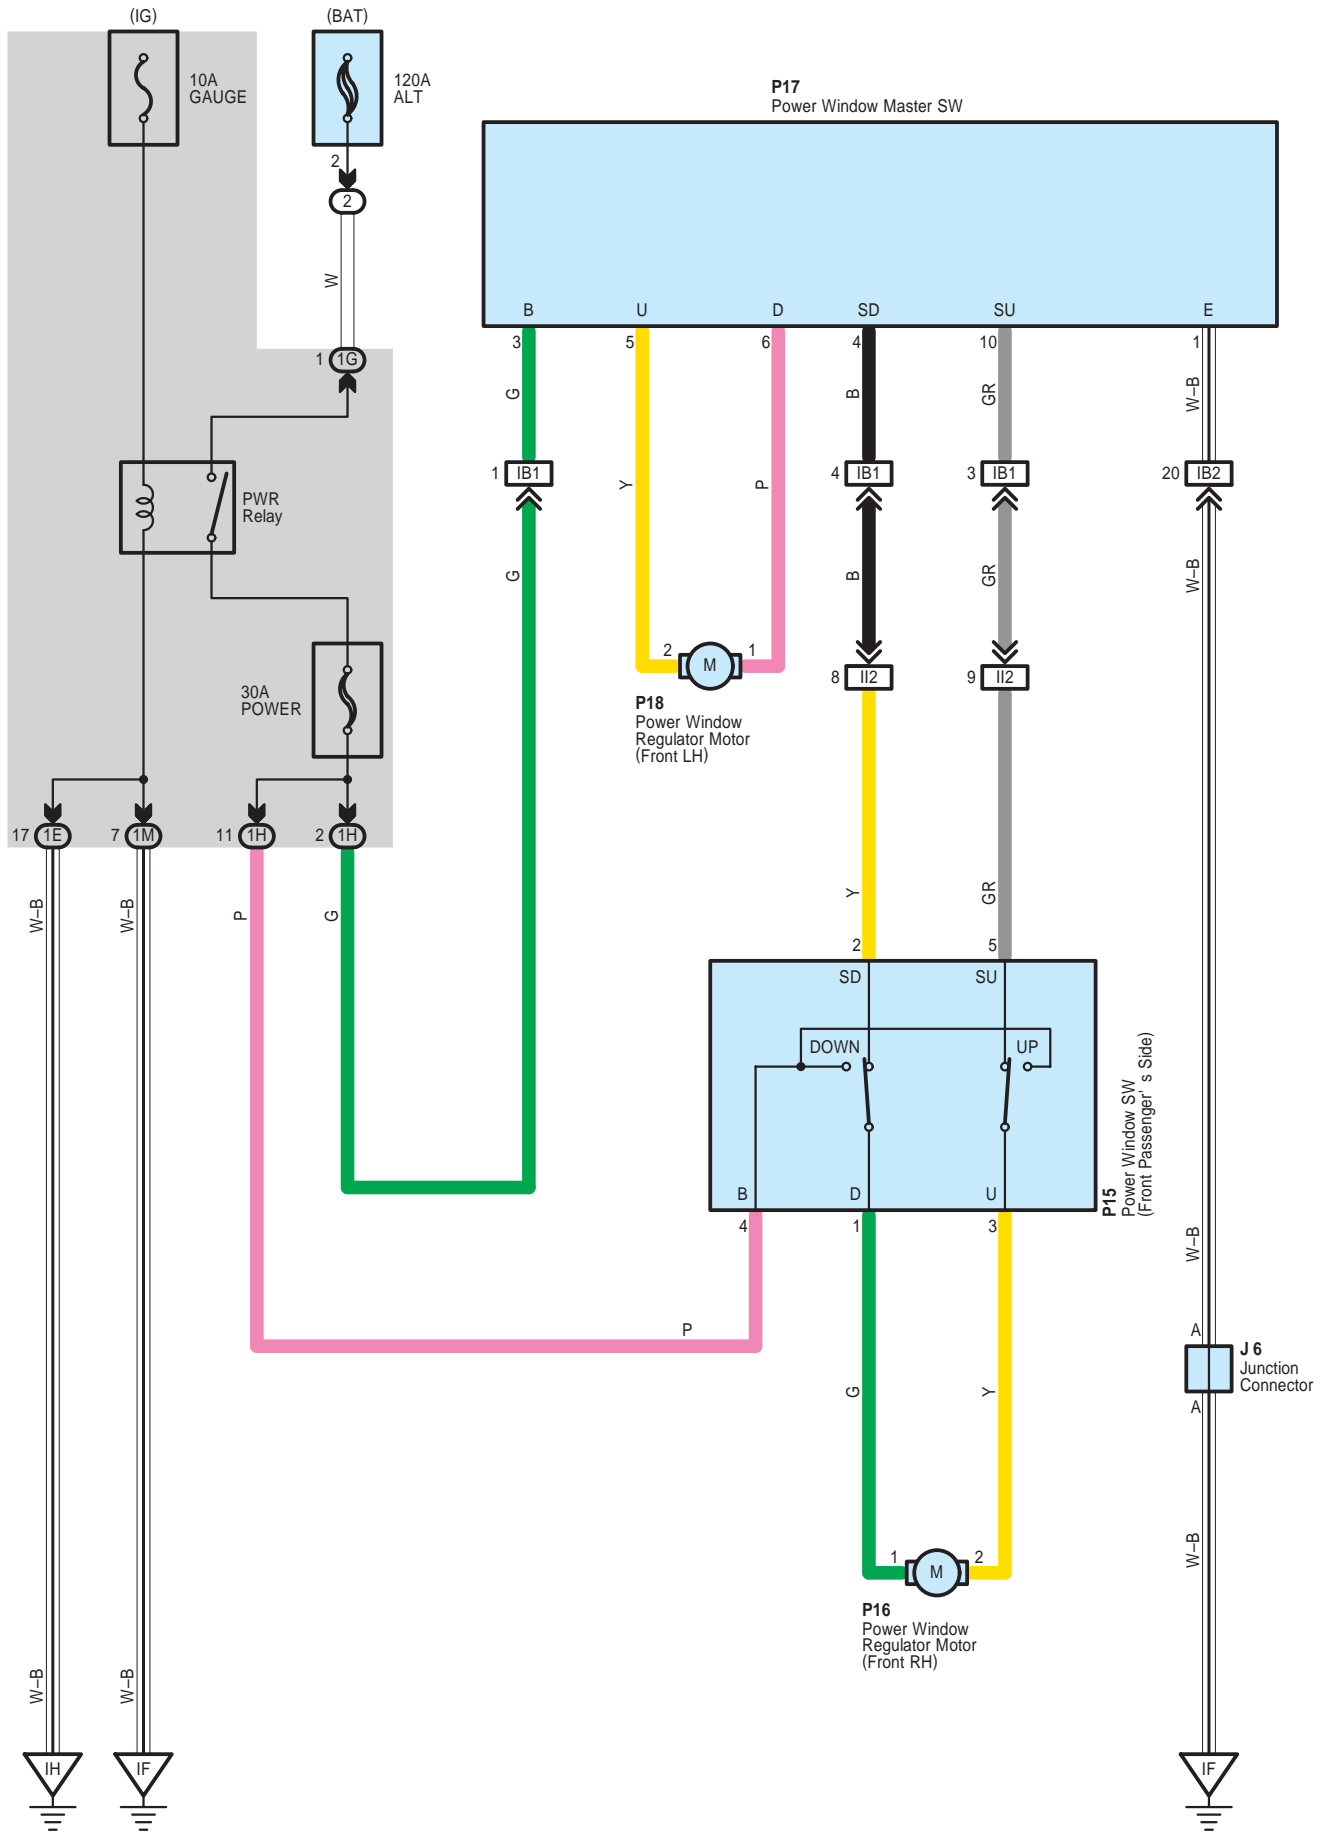 (IG)
(BAT)
10A
GAUGE
120A
ALT
P17
Power Window Master SW
2
2
W
B
U
D
SD
SU
E
3
5
6
4
10
1
1
1G
G
B
GR
W–B
1
IB1
Y
P
4
IB1
3
IB1
20
IB2
PWR
Relay
G
B
GR
W–B
2
M
1
8
II2
9
II2
30A
POWER
P18
Power Window
Regulator Motor
(Front LH)
17
1E
7
1M
11
1H
2
1H
W–B
W–B
P
G
Y
GR
2
5
SD
SU
DOWN
UP
B
D
U
P15
Power Window SW
(Front Passenger' s Side)
4
1
3
W–B
P
A
J 6
Junction
Connector
A
G
Y
W–B
1
M
2
P16
Power Window
Regulator Motor
(Front RH)
W–B
W–B
IH
IF
IF